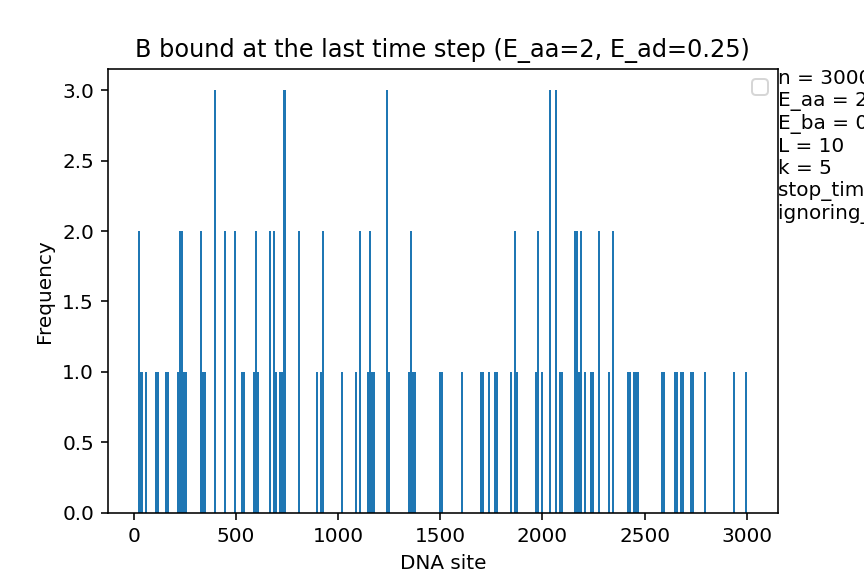 B bound at the last time step (E_aa=2, E_ad=0.25)
n = 3000
E_aa = 2
E_ba = 0
L = 10
k = 5
stop_tim
ignoring_
3.0
2.5
2.0
1.5
1.0
0.5
0.0
Frequency
0 500 1000 1500 2000 2500 3000
DNA site